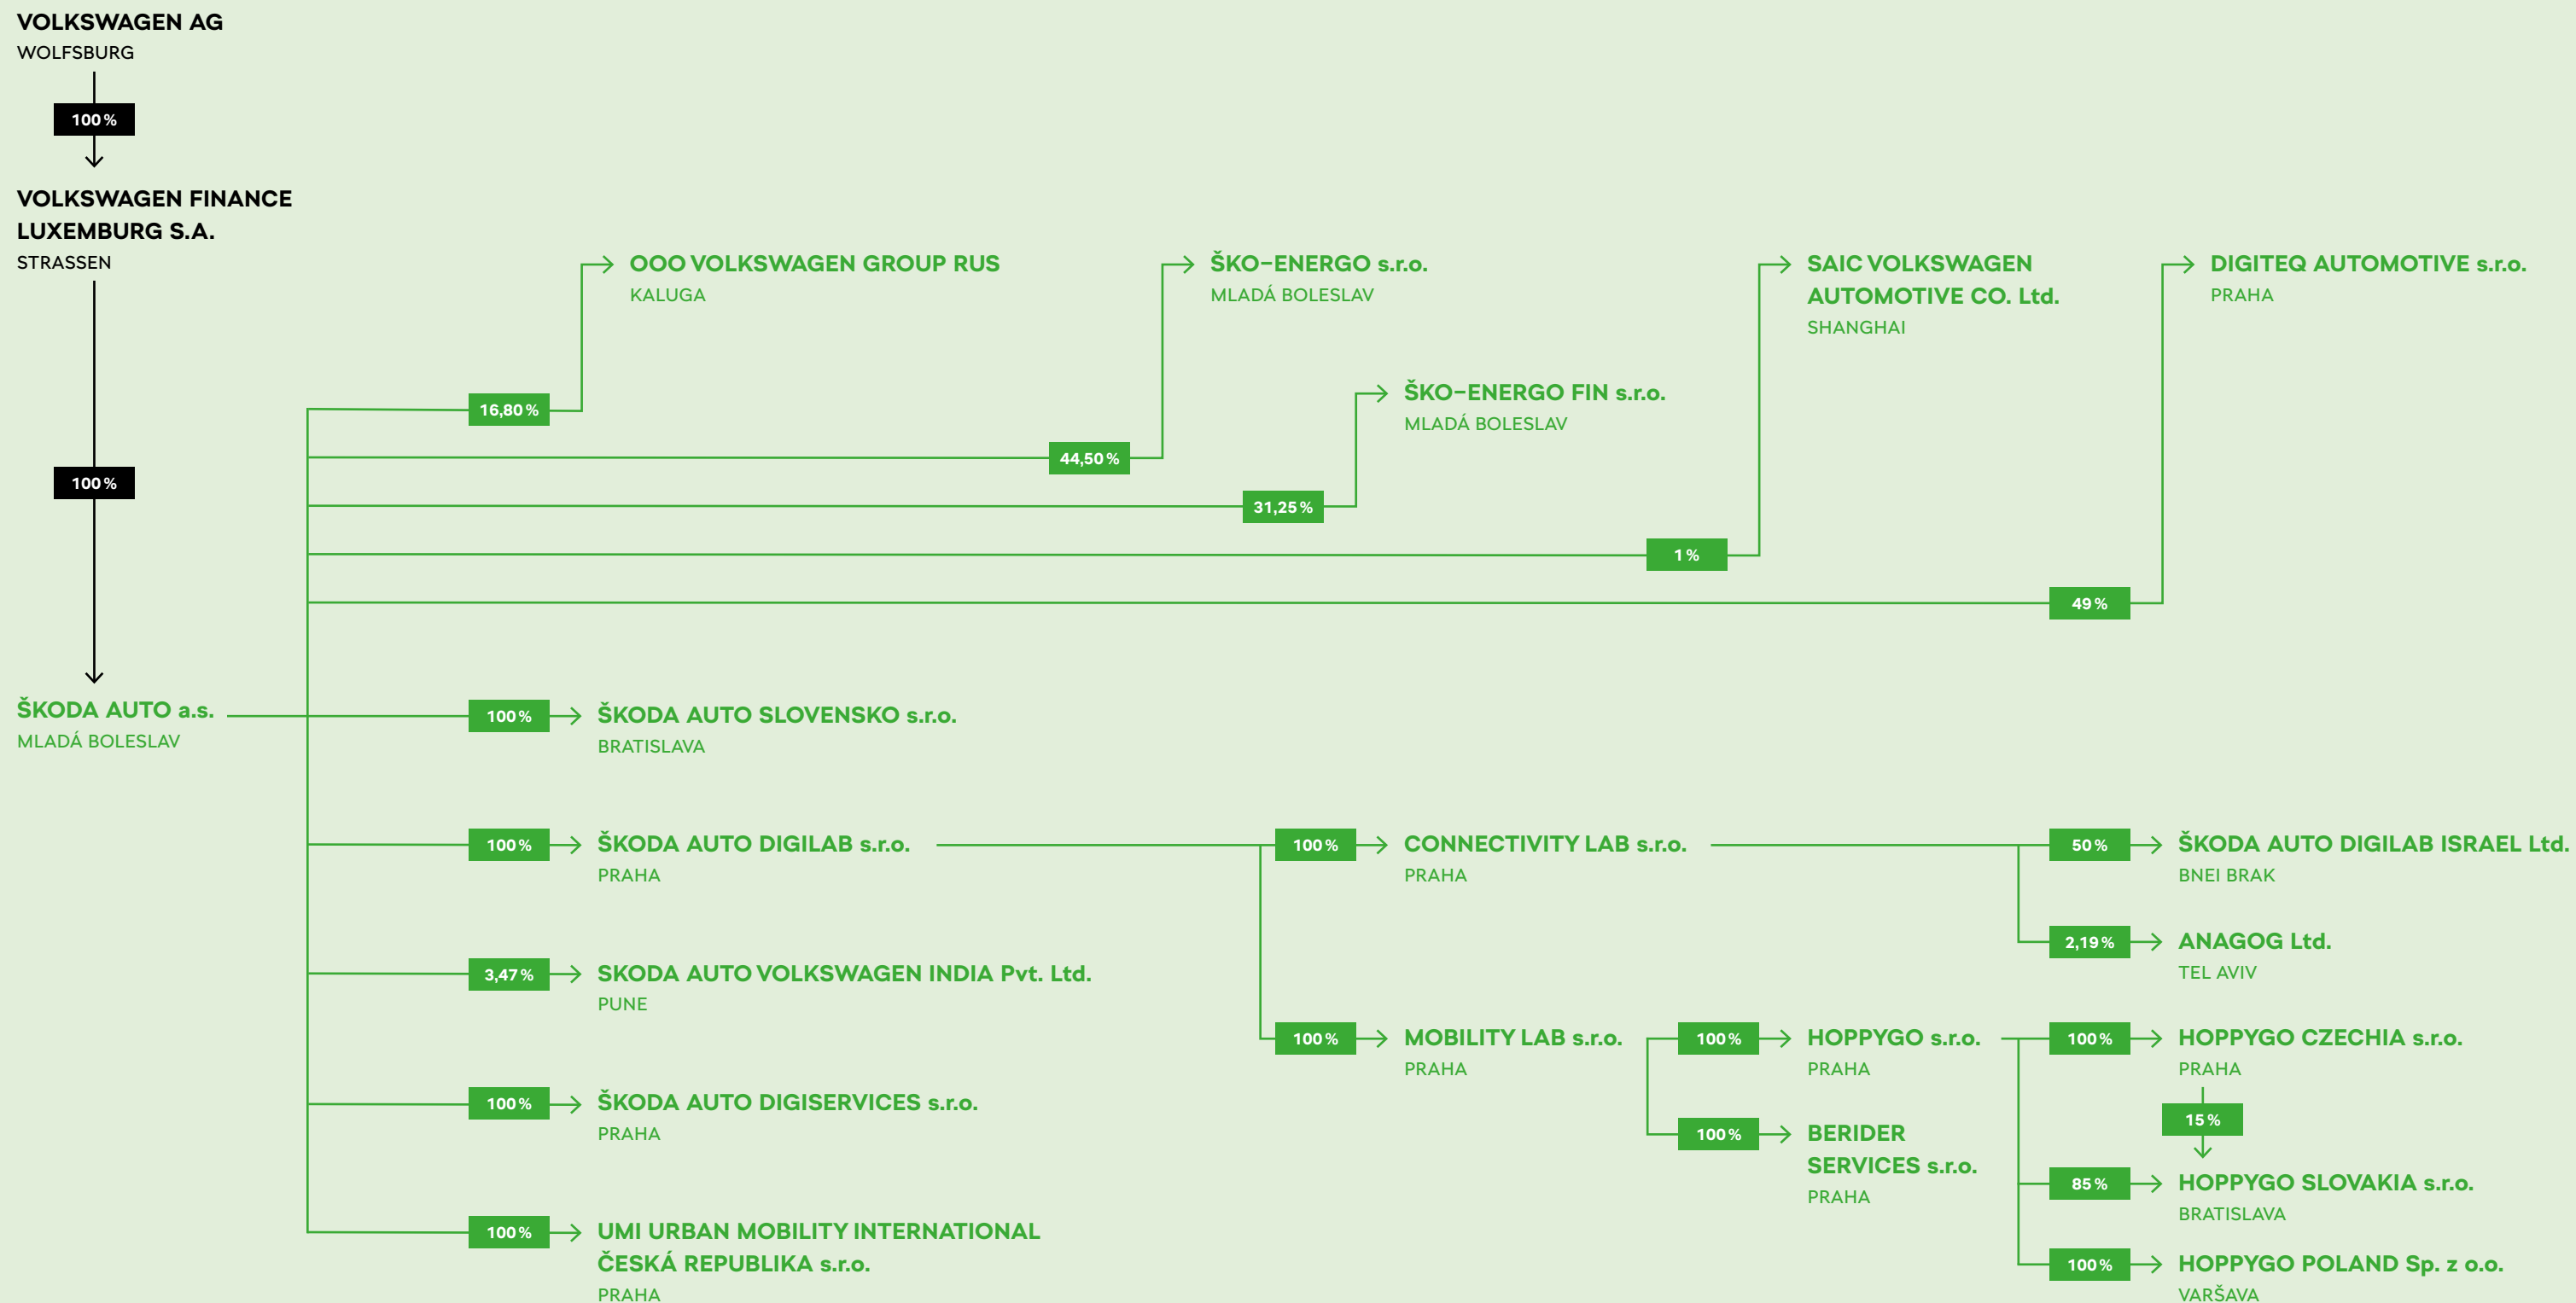 VOLKSWAGEN AG
WOLFSBURG
100 %
VOLKSWAGEN FINANCE
LUXEMBURG S.A.
STRASSEN
100 %
ŠKODA AUTO a.s.
MLADÁ BOLESLAV
OOO VOLKSWAGEN GROUP RUS
KALUGA
16,80 %
ŠKO–ENERGO s.r.o.
MLADÁ BOLESLAV
44,50 %
ŠKO–ENERGO FIN s.r.o.
MLADÁ BOLESLAV
31,25 %
SAIC VOLKSWAGEN
AUTOMOTIVE CO. Ltd.
SHANGHAI
1 %
DIGITEQ AUTOMOTIVE s.r.o.
PRAHA
49 %
100 %
ŠKODA AUTO SLOVENSKO s.r.o.
BRATISLAVA
100 %
ŠKODA AUTO DIGILAB s.r.o.
PRAHA
100 %
CONNECTIVITY LAB s.r.o.
PRAHA
50 %
ŠKODA AUTO DIGILAB ISRAEL Ltd.
BNEI BRAK
2,19 %
ANAGOG Ltd.
TEL AVIV
3,47 %
SKODA AUTO VOLKSWAGEN INDIA Pvt. Ltd.
PUNE
100 %
MOBILITY LAB s.r.o.
PRAHA
100 %
HOPPYGO s.r.o.
PRAHA
100 %
HOPPYGO CZECHIA s.r.o.
PRAHA
15 %
100 %
ŠKODA AUTO DIGISERVICES s.r.o.
PRAHA
100 %
BERIDER
SERVICES s.r.o.
PRAHA
85 %
HOPPYGO SLOVAKIA s.r.o.
BRATISLAVA
100 %
UMI URBAN MOBILITY INTERNATIONAL
ČESKÁ REPUBLIKA s.r.o.
PRAHA
100 %
HOPPYGO POLAND Sp. z o.o.
VARŠAVA